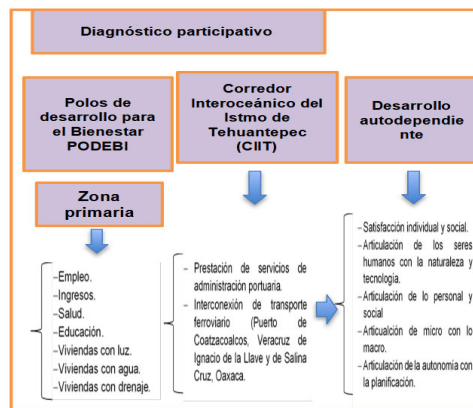 Diagnóstico participativo
Polos de
desarrollo para
el Bienestar
PODEBI
Corredor
Interoceánico del
Istmo de
Tehuantepec
(CIIT)
Desarrollo
autodependie
nte
Zona
primaria
–Empleo.
–Ingresos.
–Salud.
–Educación.
–Viviendas con luz.
–Viviendas con agua.
–Viviendas con drenaje.
– Prestación de servicios de
administración portuaria.
– Interconexión de transporte
ferroviario (Puerto de
Coatzacoalcos, Veracruz de
Ignacio de la Llave y de Salina
Cruz, Oaxaca.
– Satisfacción individual y social.
– Articulación de los seres
humanos con la naturaleza y
tecnología.
– Articulación de lo personal y
social
– Articualción de micro con lo
macro.
– Articulación de la autonomía con
la planificación.